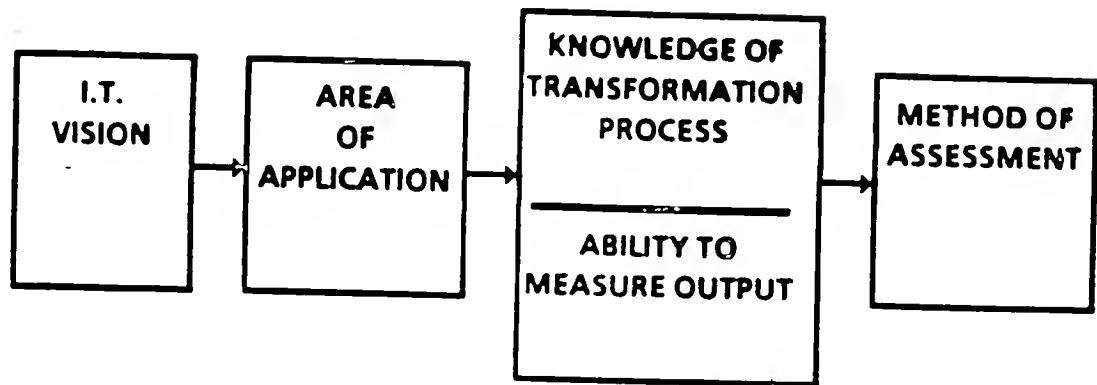 I.T.
VISION
AREA
OF
APPLICATION
KNOWLEDGE OF
TRANSFORMATION
PROCESS
ABILITY TO
MEASURE OUTPUT
METHOD OF
ASSESSMENT